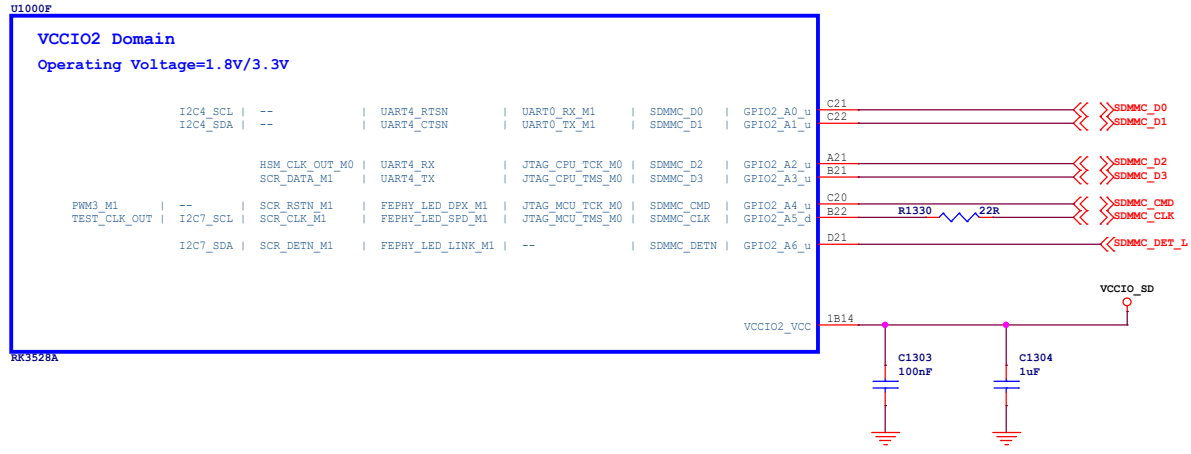 U1000F
VCCIO2 Domain
Operating Voltage=1.8V/3.3V
I2C4_SCL | -- | UART4_RTSN | UART0_RX_M1 | SDMMC_D0 | GPIO2_A0_u C21 SDMMC_D0
I2C4_SDA | -- | UART4_CTSN | UART0_TX_M1 | SDMMC_D1 | GPIO2_A1_u C22 SDMMC_D1
HSM_CLK_OUT_M0 | UART4_RX | JTAG_CPU_TCK_M0 | SDMMC_D2 | GPIO2_A2_u A21 SDMMC_D2
SCR_DATA_M1 | UART4_TX | JTAG_CPU_TMS_M0 | SDMMC_D3 | GPIO2_A3_u B21 SDMMC_D3
PWM3_M1 | -- | SCR_RSTN_M1 | FEPHY_LED_DPX_M1 | JTAG_MCU_TCK_M0 | SDMMC_CMD | GPIO2_A4_u C20 SDMMC_CMD
TEST_CLK_OUT | I2C7_SCL | SCR_CLK_M1 | FEPHY_LED_SPD_M1 | JTAG_MCU_TMS_M0 | SDMMC_CLK | GPIO2_A5_d B22 R1330 22R SDMMC_CLK
I2C7_SDA | SCR_DETN_M1 | FEPHY_LED_LINK_M1 | -- | SDMMC_DETN | GPIO2_A6_u D21 SDMMC_DET_L
VCCIO_SD
VCCIO2_VCC 1B14
RK3528A
C1303 C1304
100nF 1uF